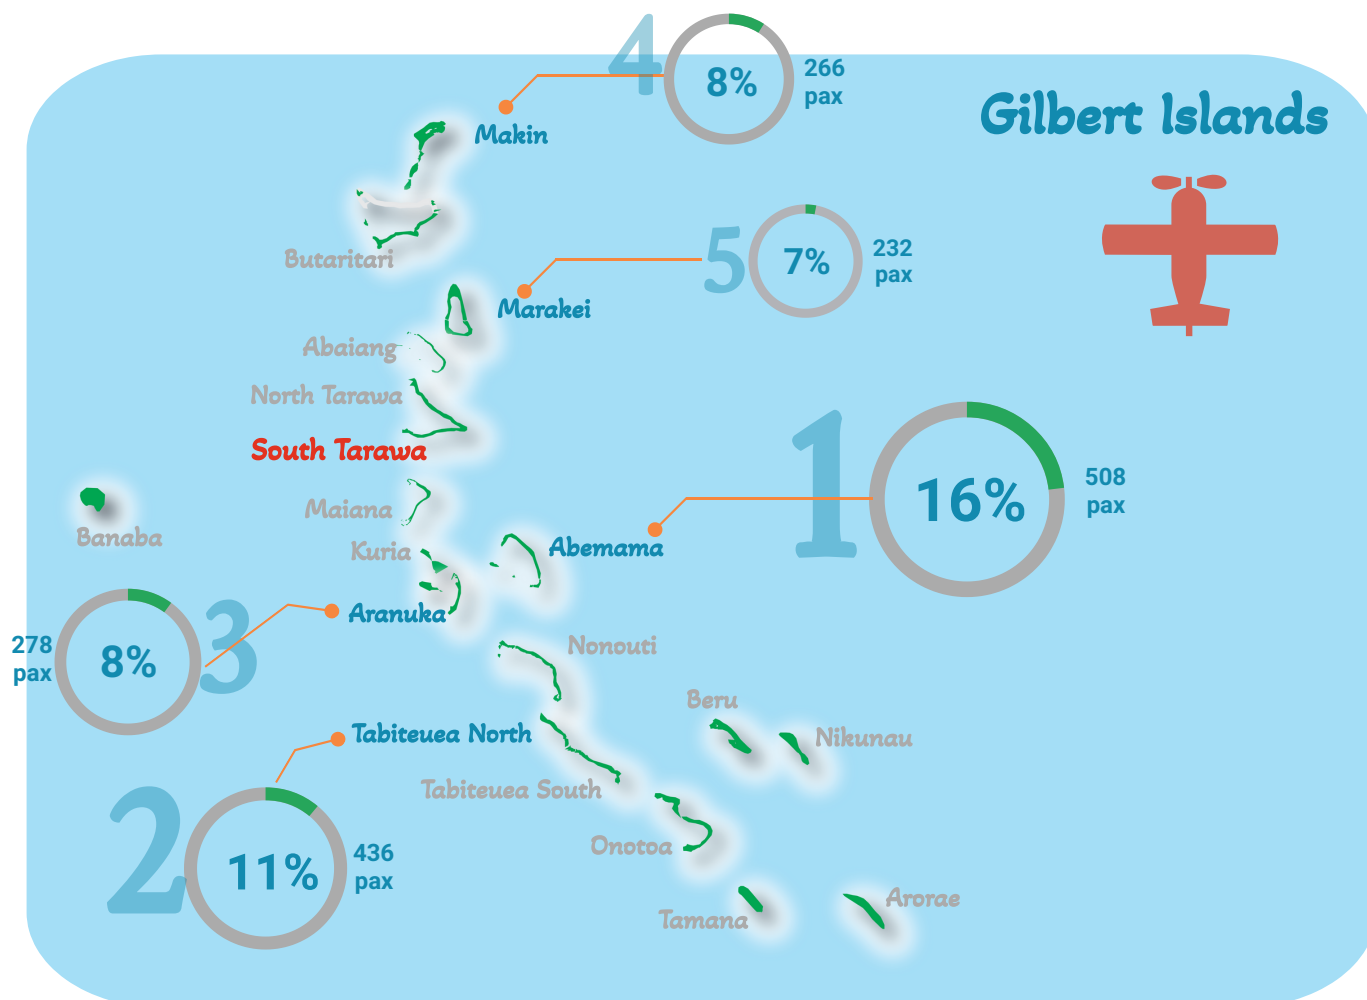 4
8%
266
pax
Gilbert Islands
Makin
Butaritari
5
7%
232
pax
Marakei
Abaiang
North Tarawa
South Tarawa
1
16%
508
pax
Maiana
Banaba
Kuria
Abemama
3
8%
278
pax
Aranuka
Nonouti
Beru
Nikunau
Tabiteuea North
Tabiteuea South
2
11%
436
pax
Onotoa
Tamana
Arorae